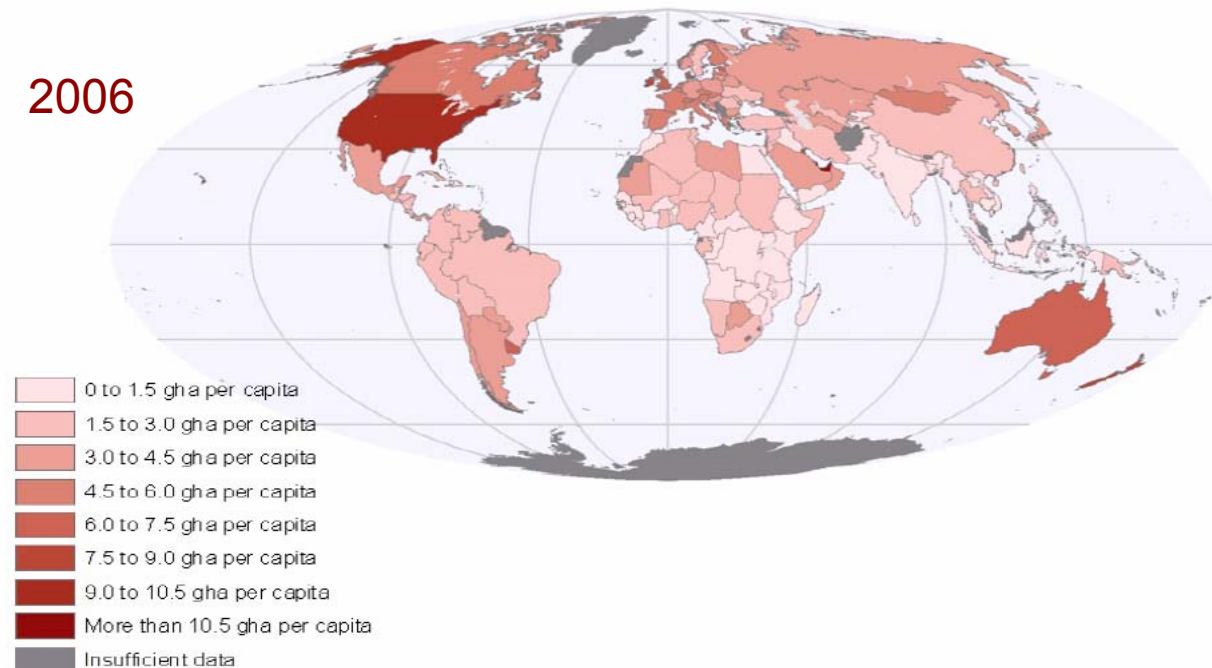 2006
0 to 1.5 gha per capita
1.5 to 3.0 gha per capita
3.0 to 4.5 gha per capita
4.5 to 6.0 gha per capita
6.0 to 7.5 gha per capita
7.5 to 9.0 gha per capita
9.0 to 10.5 gha per capita
More than 10.5 gha per capita
Insufficient data